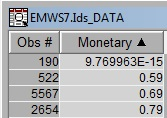 EMWS7.Ids_DATA
Obs # Monetary ▲
190 9.769963E-15
522 0.59
5567 0.69
2654 0.79